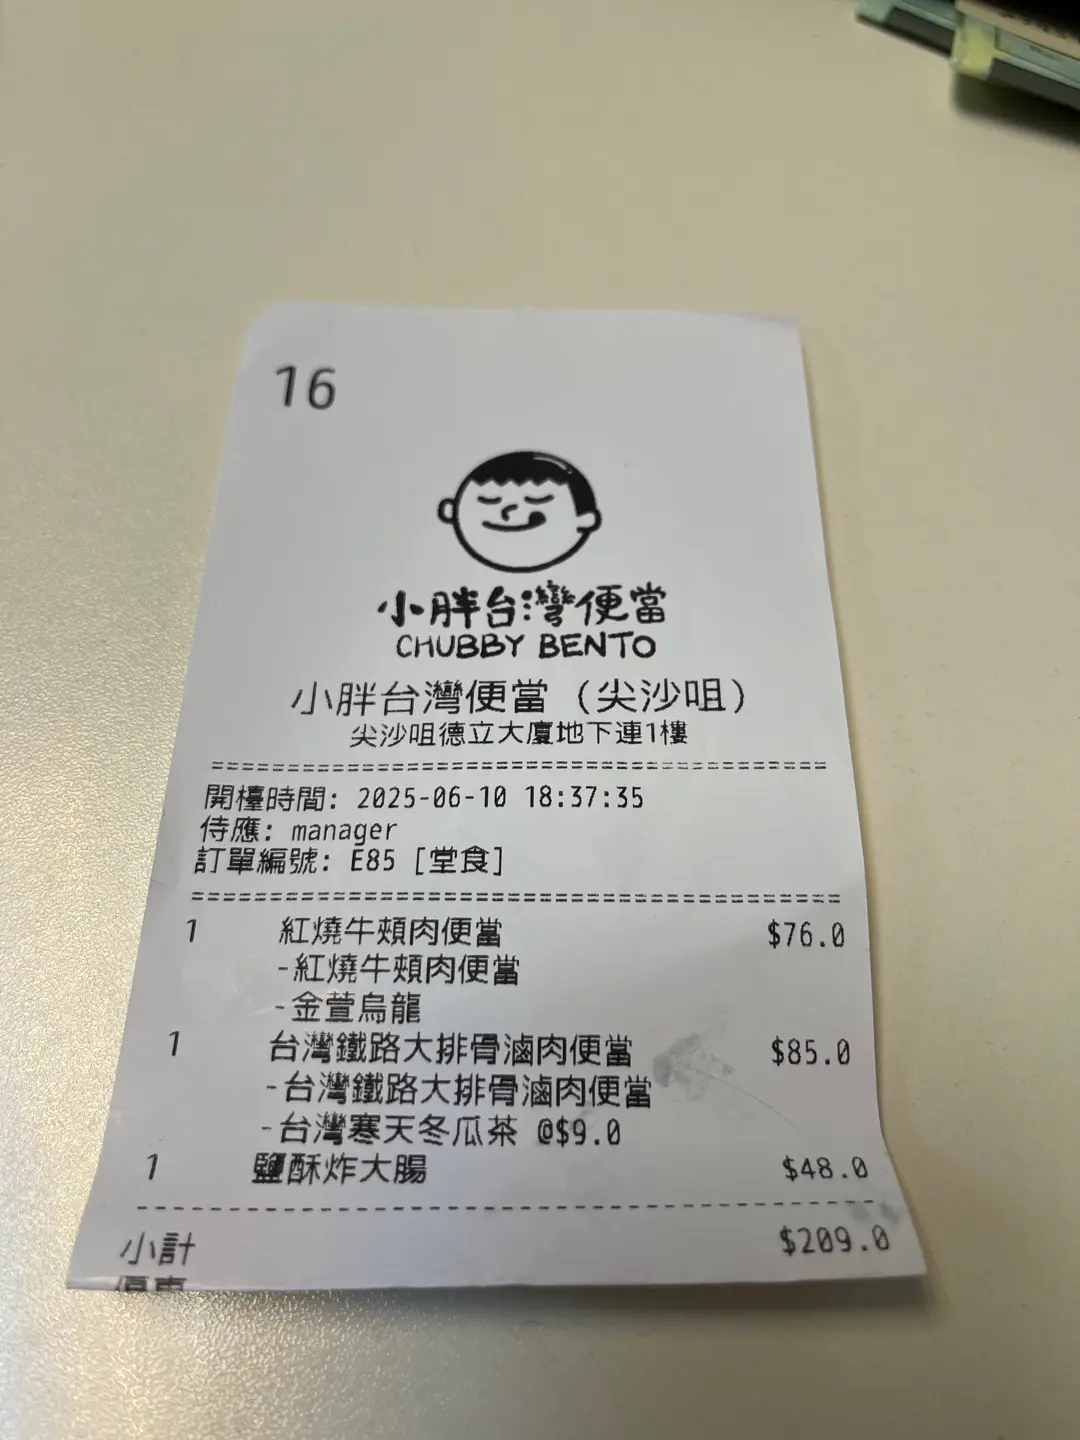 16
小胖台灣便當
CHUBBY BENTO
小胖台灣便當（尖沙咀）
尖沙咀德立大廈地下連1樓
開檯時間: 2025-06-10 18:37:35
侍應: manager
訂單編號: E85 [堂食]
1 紅燒牛頰肉便當 $76.0
-紅燒牛頰肉便當
-金萱烏龍
1 台灣鐵路大排骨滷肉便當 $85.0
-台灣鐵路大排骨滷肉便當
-台灣寒天冬瓜茶 @$9.0
1 鹽酥炸大腸 $48.0
小計 $209.0